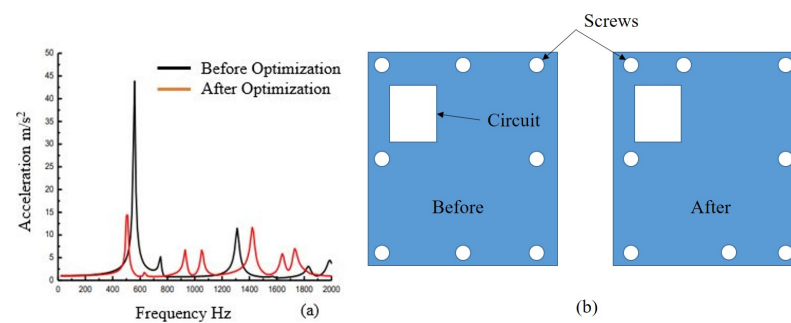 Before Optimization
After Optimization
Acceleration m/s²
50
45
40
35
30
25
20
15
10
5
0
0 200 400 600 800 1000 1200 1400 1600 1800 2000
Frequency Hz
(a)
Screws
Circuit
Before
After
(b)